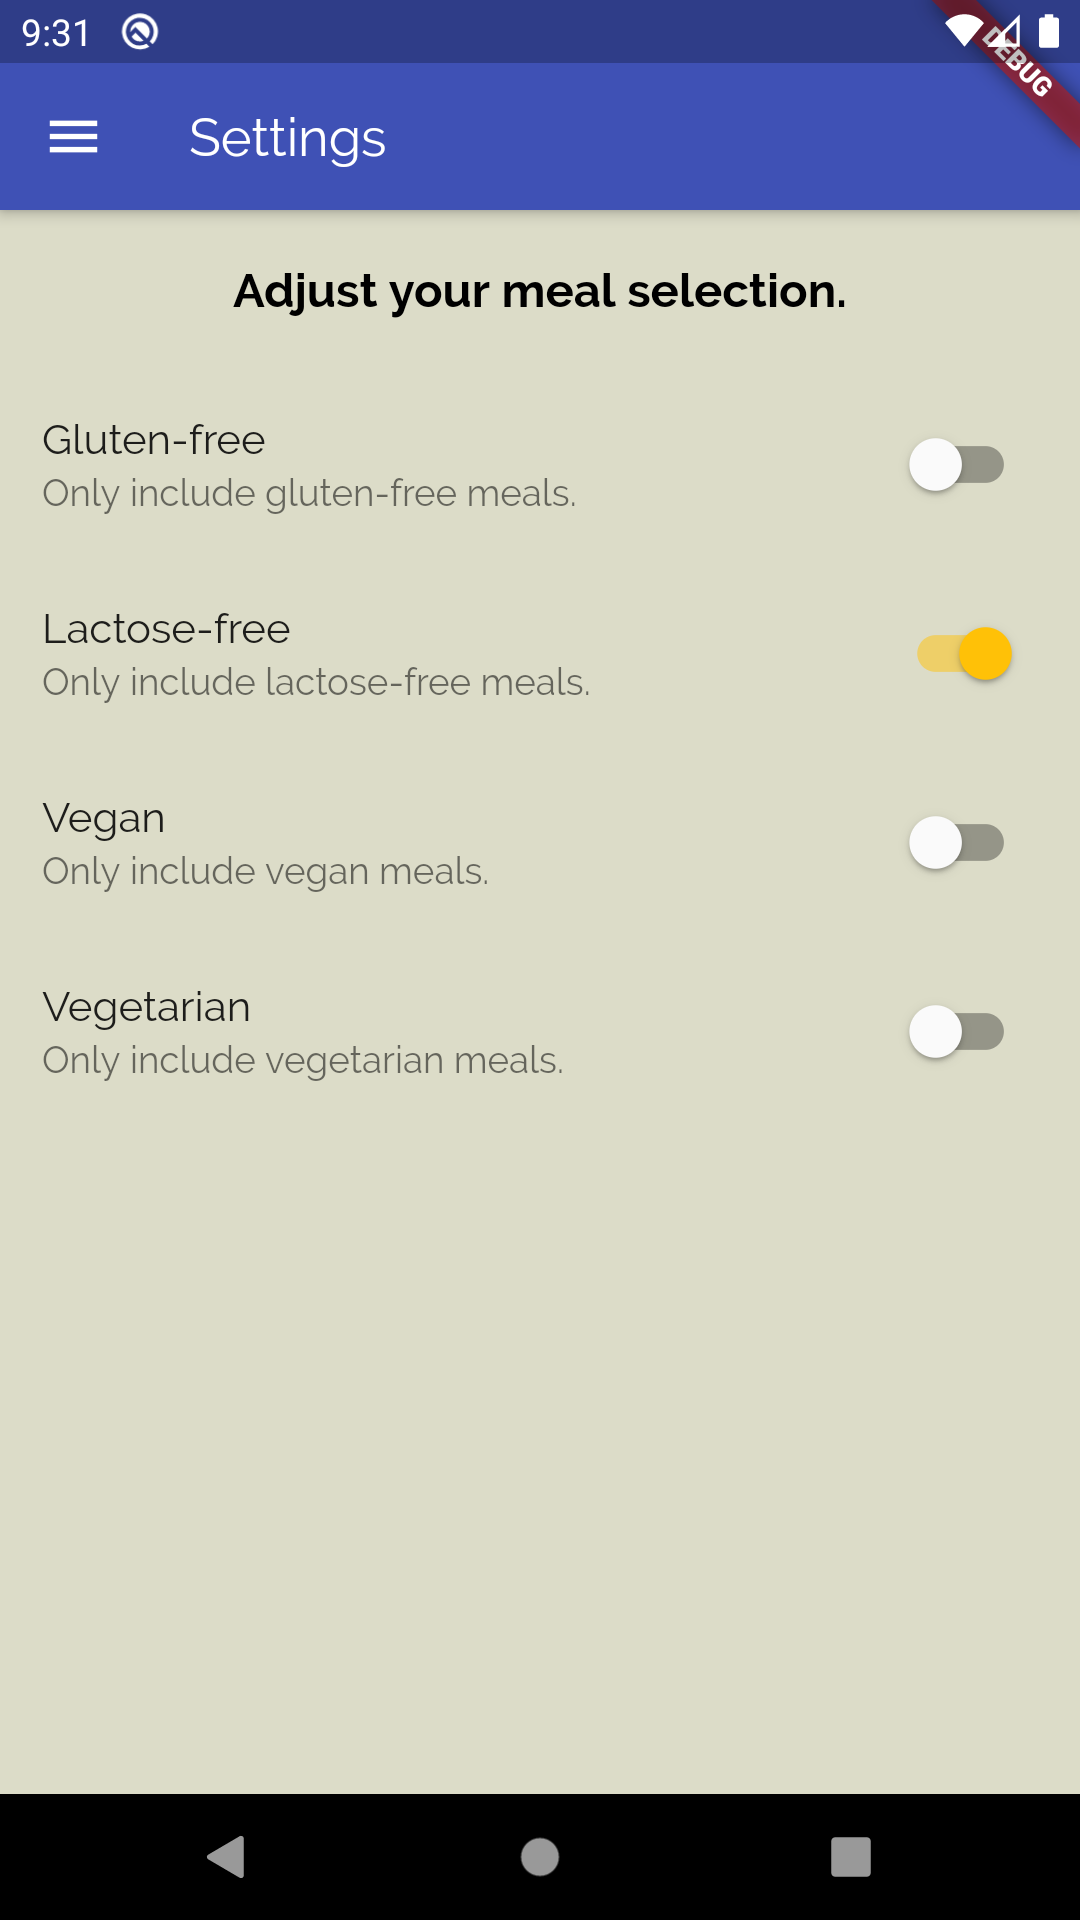 9:31
DEBUG
Settings
Adjust your meal selection.
Gluten-free
Only include gluten-free meals.
Lactose-free
Only include lactose-free meals.
Vegan
Only include vegan meals.
Vegetarian
Only include vegetarian meals.